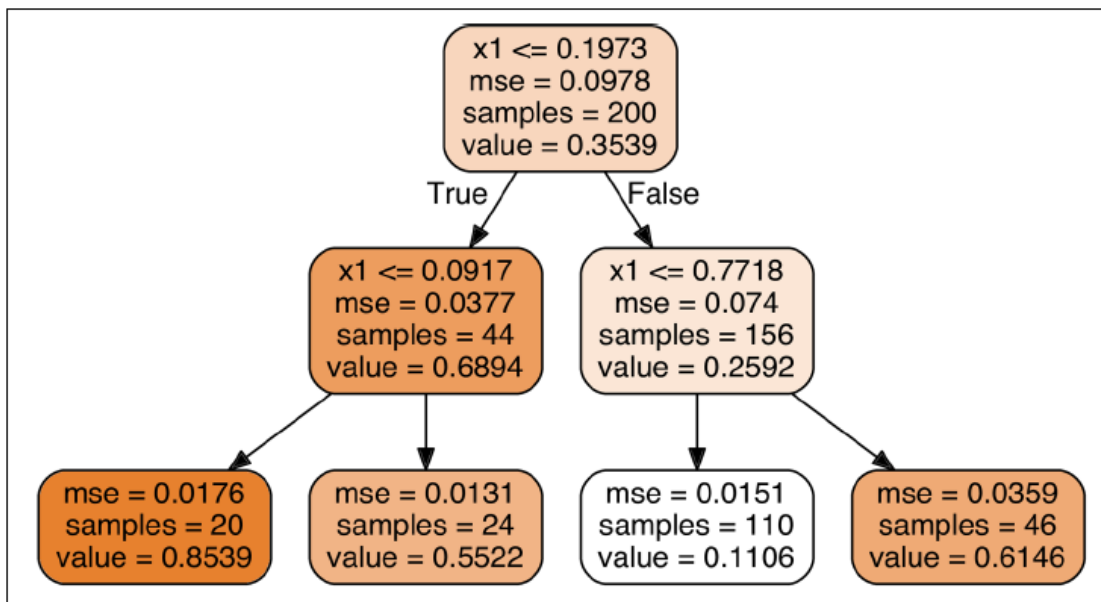 x1 <= 0.1973
mse = 0.0978
samples = 200
value = 0.3539
True
False
x1 <= 0.0917
mse = 0.0377
samples = 44
value = 0.6894
x1 <= 0.7718
mse = 0.074
samples = 156
value = 0.2592
mse = 0.0176
samples = 20
value = 0.8539
mse = 0.0131
samples = 24
value = 0.5522
mse = 0.0151
samples = 110
value = 0.1106
mse = 0.0359
samples = 46
value = 0.6146